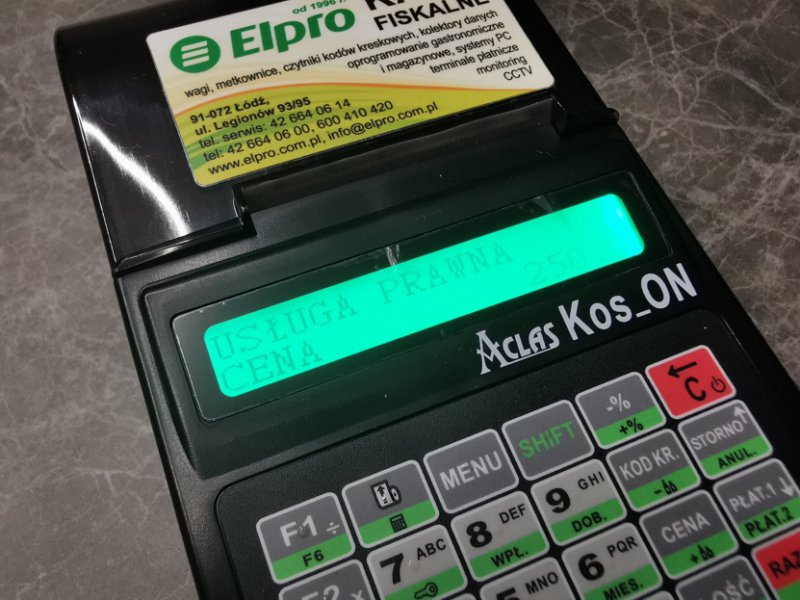 od 1996 r.
Elpro
FISKALNE
wagi, metkownice, czytniki kodów kreskowych, kolektory danych
oprogramowanie gastronomiczne
i magazynowe, systemy PC
terminale płatnicze
monitoring
CCTV
91-072 Łódź,
ul. Legionów 93/95
tel. serwis: 42 664 06 14
tel: 42 664 06 00, 600 410 420
www.elpro.com.pl, info@elpro.com.pl
USŁUGA PRAWNA
CENA 2,50
ACLAS KOS_ON
F1 ÷
F6
MENU
SHiFT
-%
+%
C
7 ABC
8 DEF
WPŁ.
9 GHI
DOB.
KOD KR.
STORNO
ANUL.
F2 x
MNO
6 PQR
MIES.
CENA
PŁAT.1
PŁAT.2